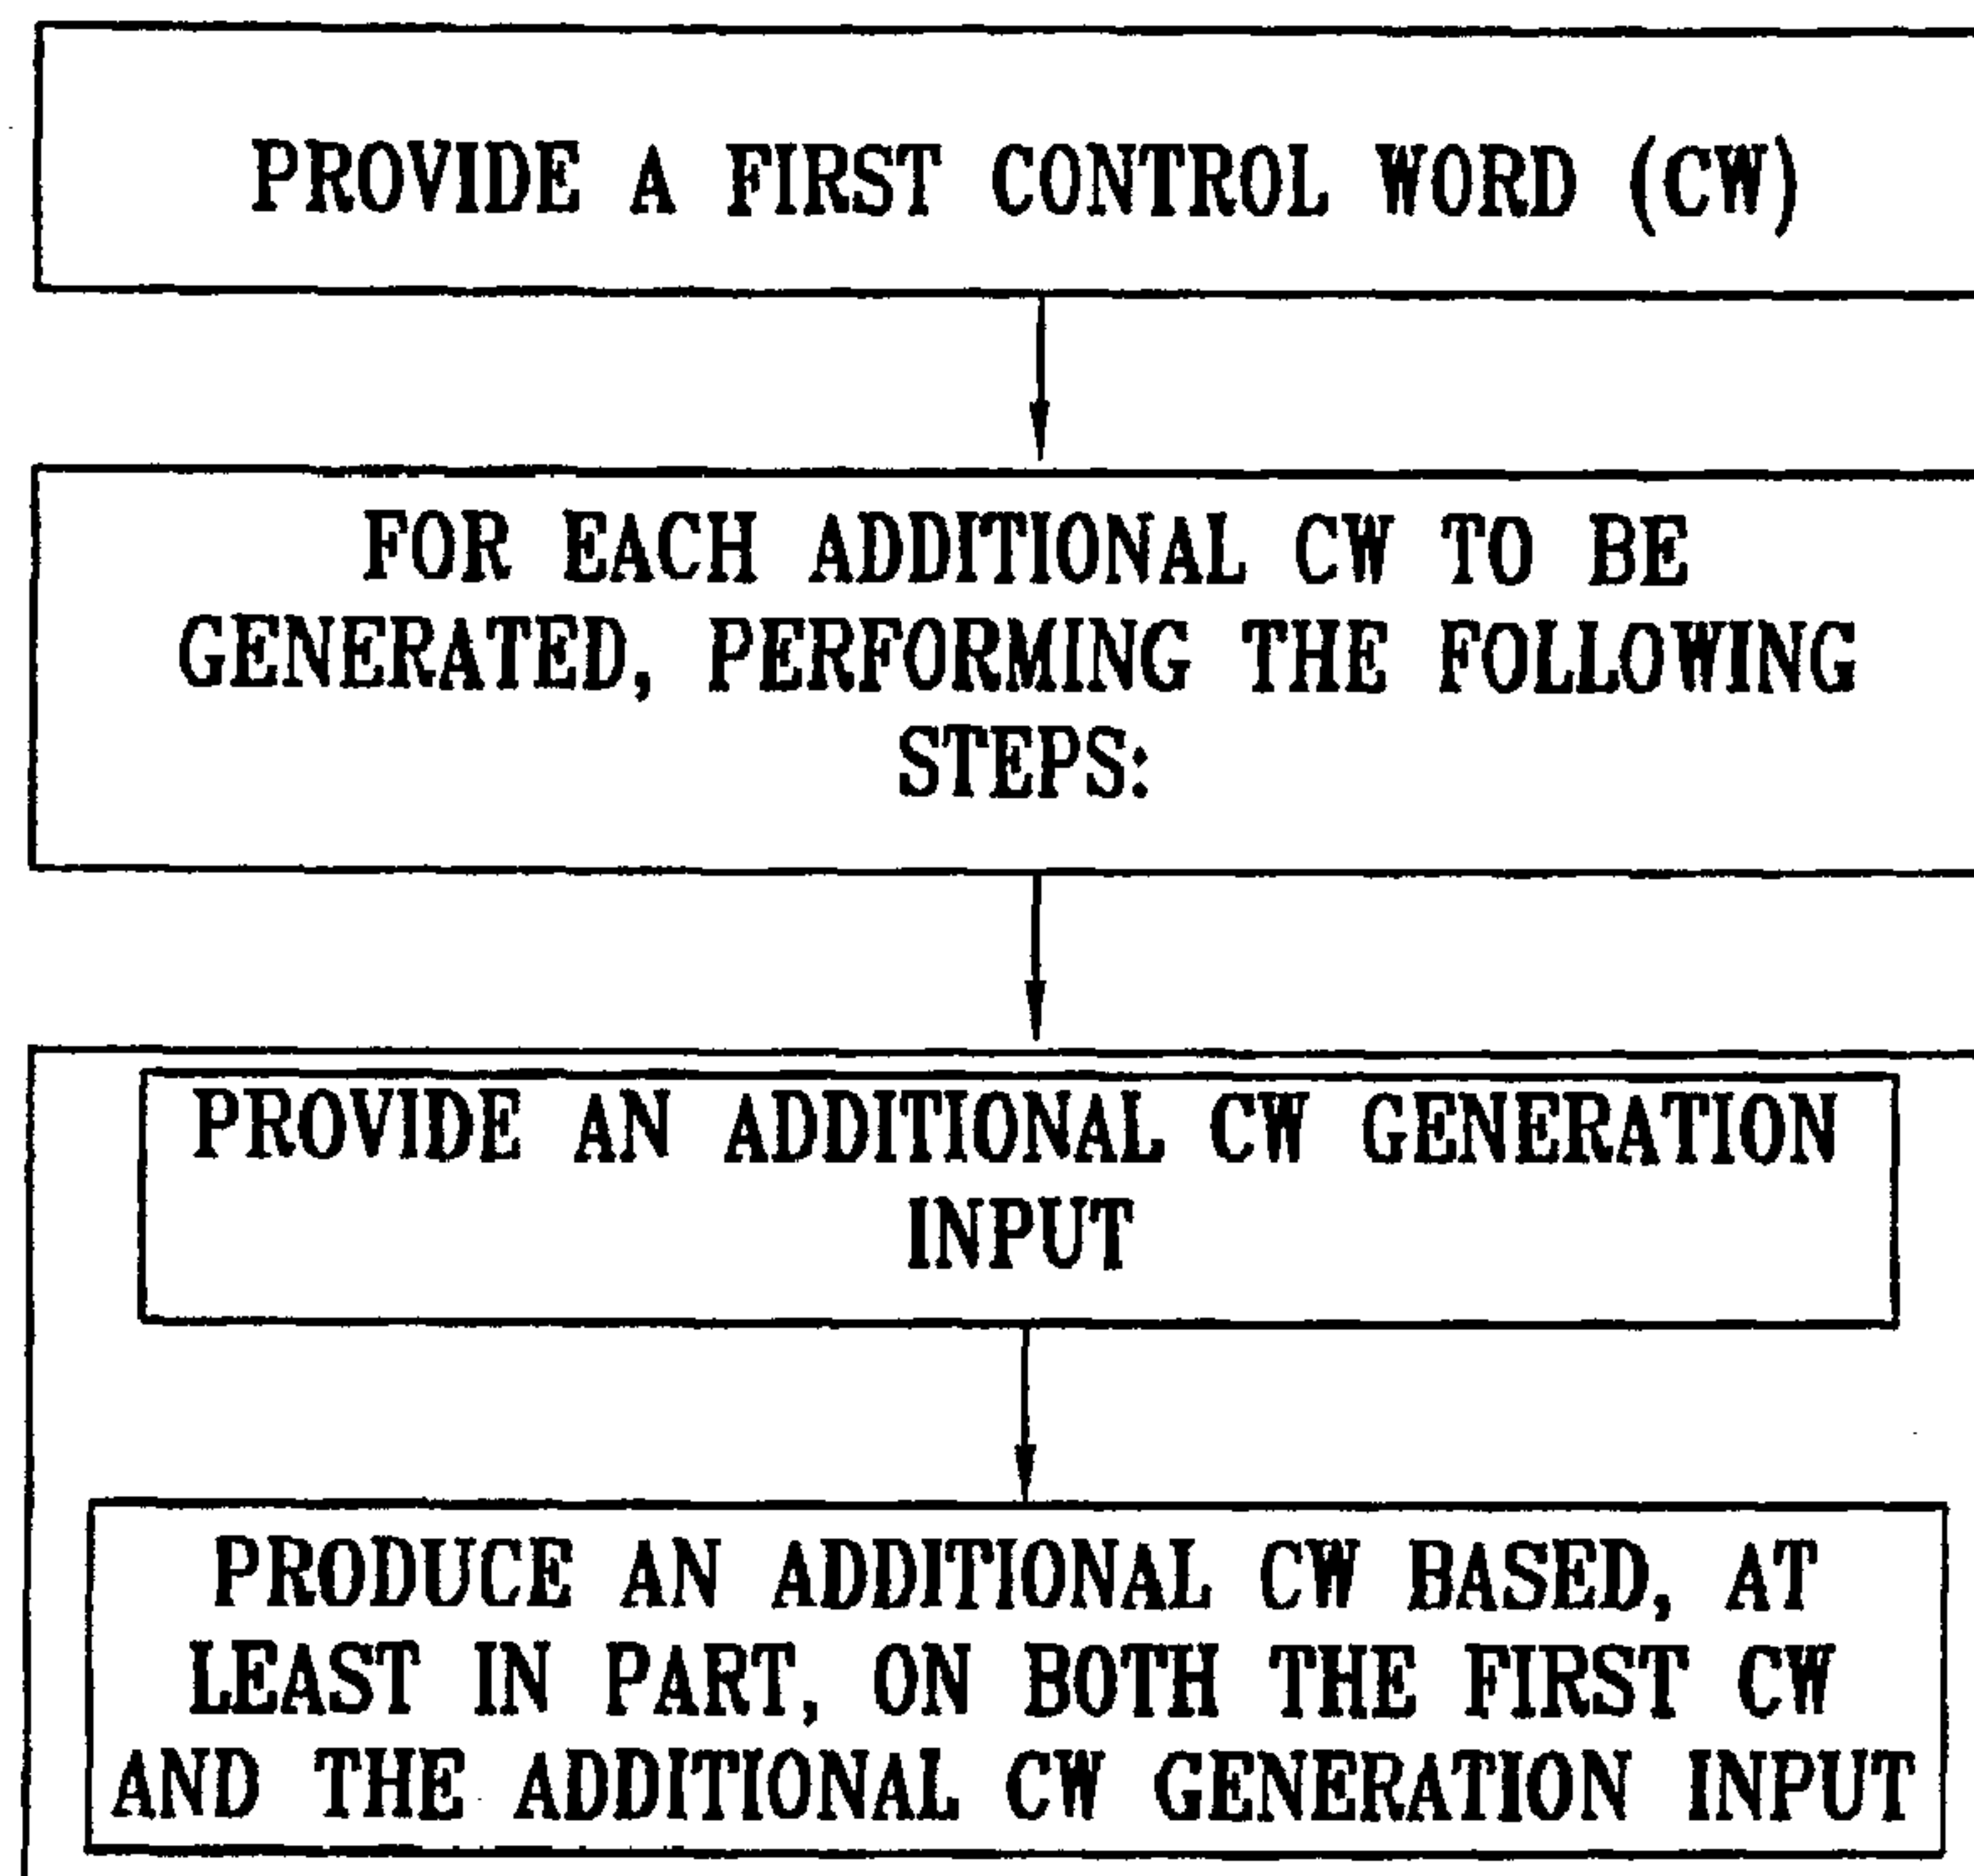 PROVIDE A FIRST CONTROL WORD (CW)
FOR EACH ADDITIONAL CW TO BE
GENERATED, PERFORMING THE FOLLOWING
STEPS:
PROVIDE AN ADDITIONAL CW GENERATION
INPUT
PRODUCE AN ADDITIONAL CW BASED, AT
LEAST IN PART, ON BOTH THE FIRST CW
AND THE ADDITIONAL CW GENERATION INPUT